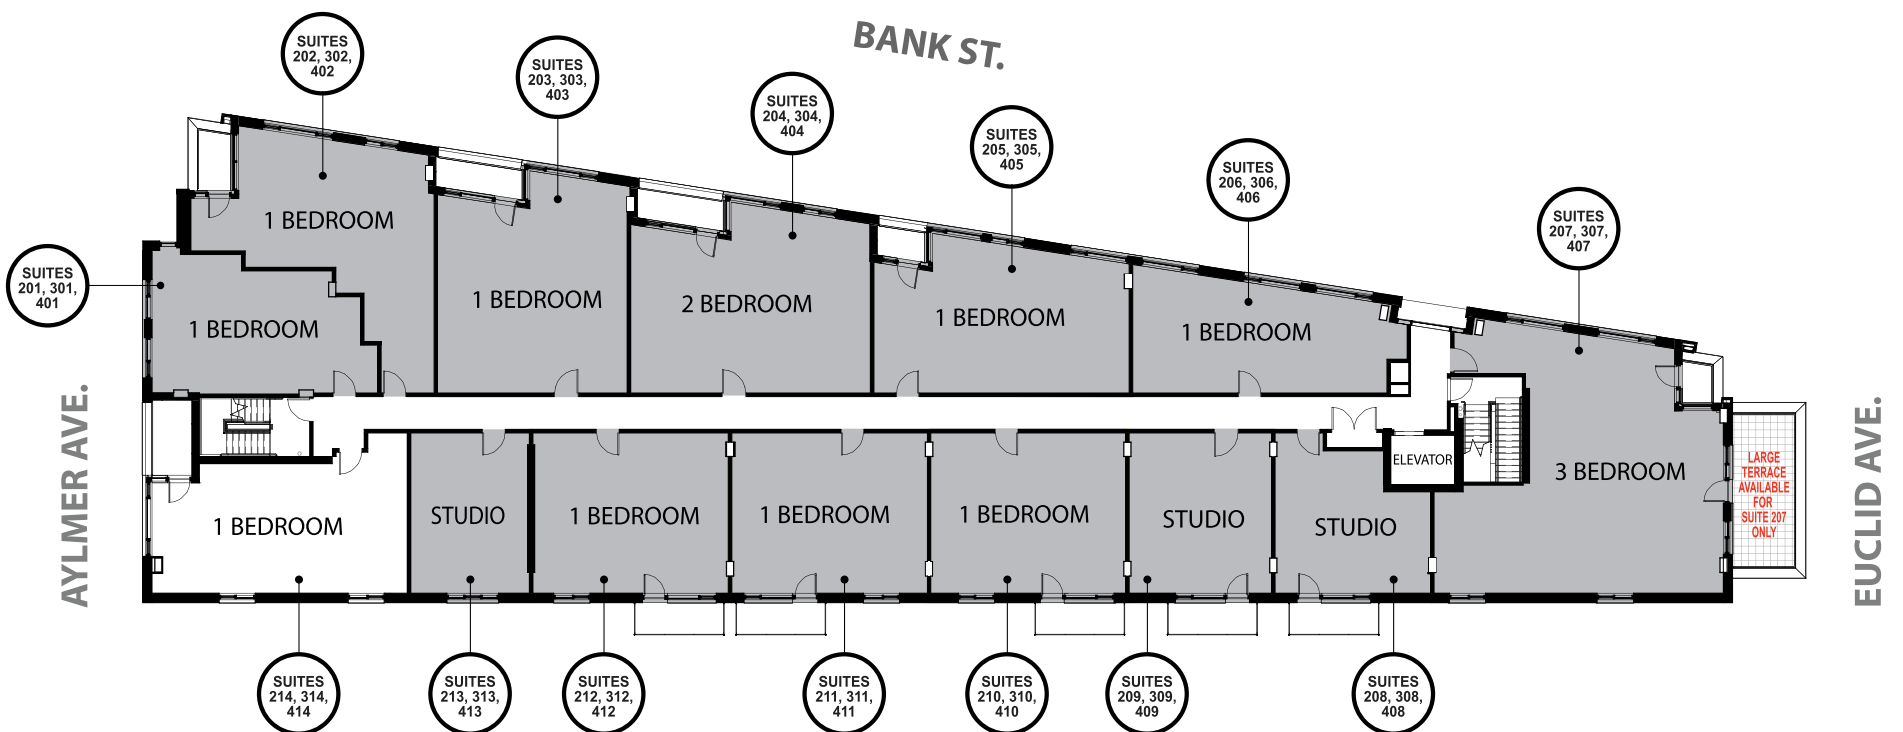 BANK ST.
SUITES
202, 302,
402
SUITES
203, 303,
403
SUITES
204, 304,
404
SUITES
205, 305,
405
SUITES
206, 306,
406
SUITES
207, 307,
407
SUITES
201, 301,
401
1 BEDROOM
1 BEDROOM
1 BEDROOM
2 BEDROOM
1 BEDROOM
1 BEDROOM
AYLMER AVE.
EUCLID AVE.
1 BEDROOM
STUDIO
1 BEDROOM
1 BEDROOM
1 BEDROOM
STUDIO
STUDIO
ELEVATOR
3 BEDROOM
LARGE
TERRACE
AVAILABLE
FOR
SUITE 207
ONLY
SUITES
214, 314,
414
SUITES
213, 313,
413
SUITES
212, 312,
412
SUITES
211, 311,
411
SUITES
210, 310,
410
SUITES
209, 309,
409
SUITES
208, 308,
408